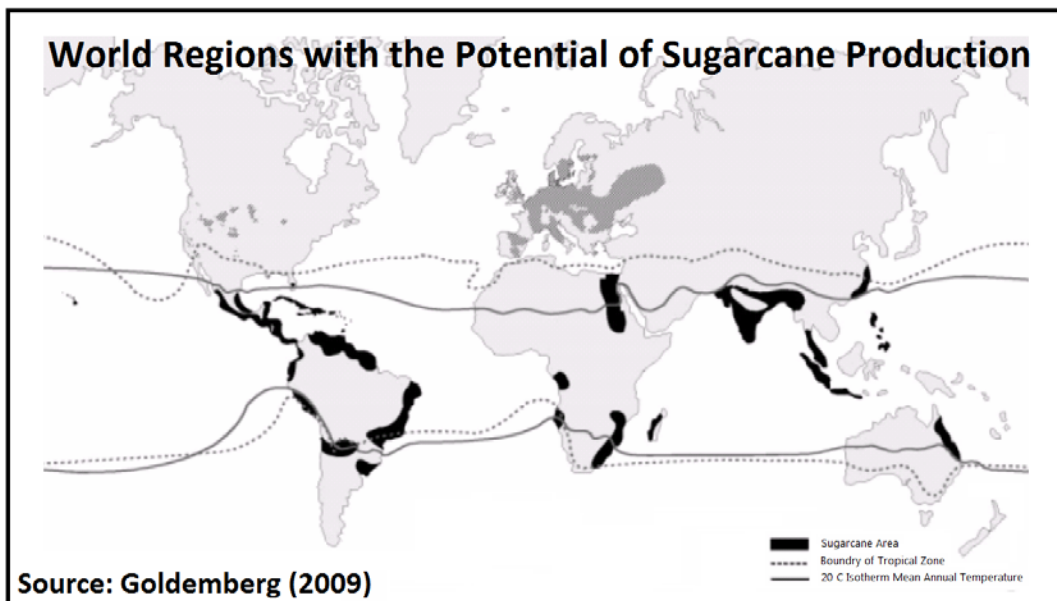 World Regions with the Potential of Sugarcane Production
Sugarcane Area
Boundry of Tropical Zone
20 C Isotherm Mean Annual Temperature
Source: Goldemberg (2009)